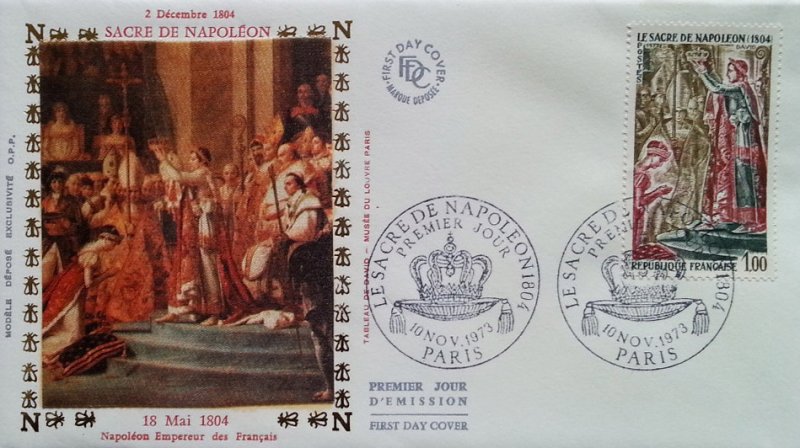 2 Décembre 1804
SACRE DE NAPOLÉON
N N
N N
18 Mai 1804
Napoléon Empereur des Français
MODÈLE DÉPOSÉ EXCLUSIVITÉ O.P.P.
TABLEAU DE DAVID - MUSÉE DU LOUVRE PARIS
FIRST DAY COVER
FDC
MARQUE DÉPOSÉE
LE SACRE DE NAPOLEON 1804
PREMIER JOUR
10 NOV. 1973
PARIS
PREMIER JOUR
D'EMISSION
FIRST DAY COVER
LE SACRE DE NAPOLEON (1804)
POSTES
1973
DAVID
REPUBLIQUE FRANÇAISE
1.00
LE SACRE DE 1804
PREMIER
10 NOV. 1973
PARIS